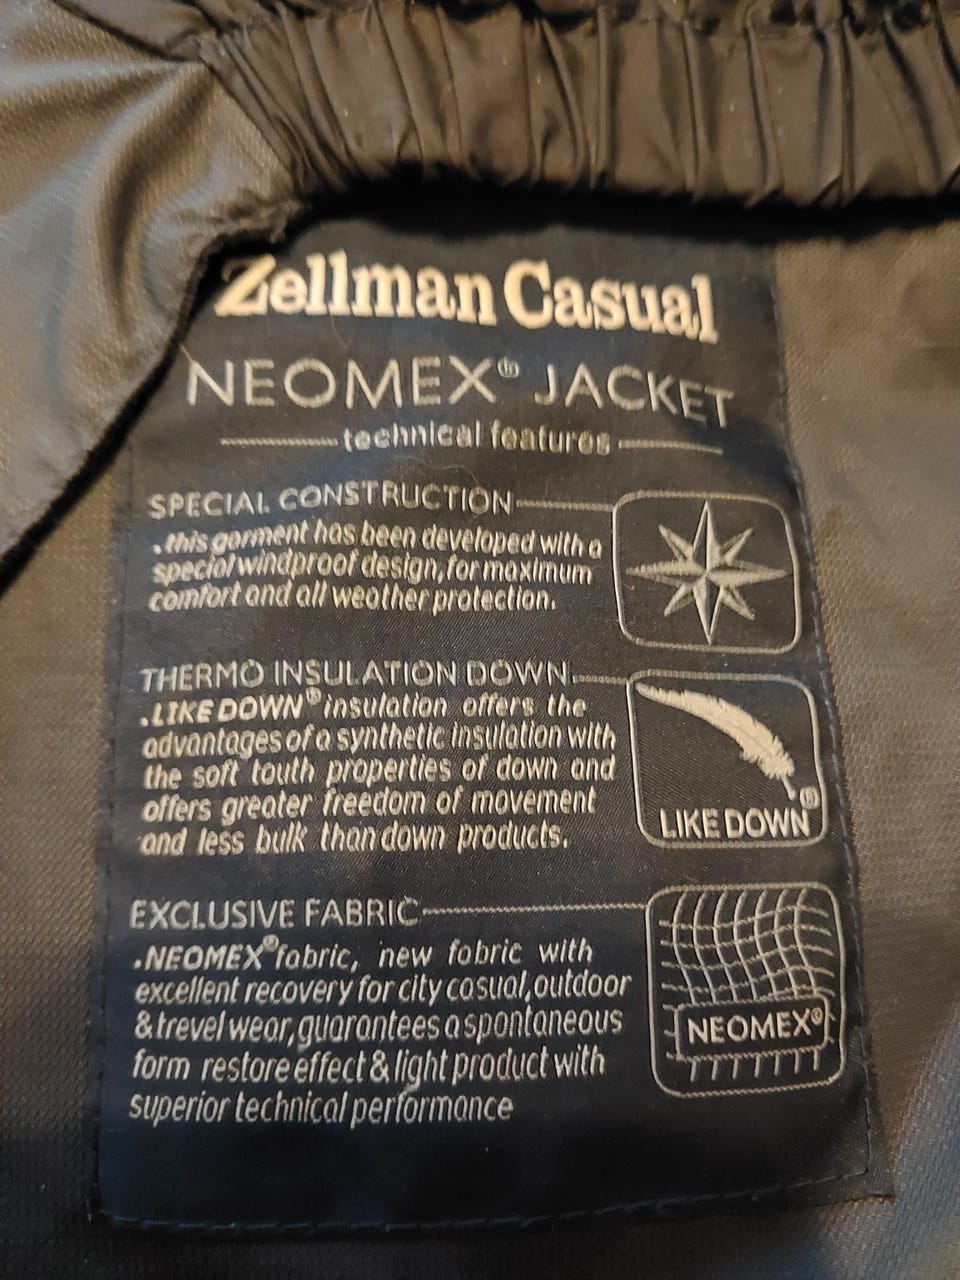 Zellman Casual
NEOMEX® JACKET
technical features
SPECIAL CONSTRUCTION
.this garment has been developed with a
special windproof design, for maximum
comfort and all weather protection.
THERMO INSULATION DOWN.
.LIKE DOWN® insulation offers the
advantages of a synthetic insulation with
the soft touth properties of down and
offers greater freedom of movement
and less bulk than down products.
LIKE DOWN®
EXCLUSIVE FABRIC
.NEOMEX® fabric, new fabric with
excellent recovery for city casual, outdoor
& trevel wear, guarantees a spontaneous
form restore effect & light product with
superior technical performance
NEOMEX®